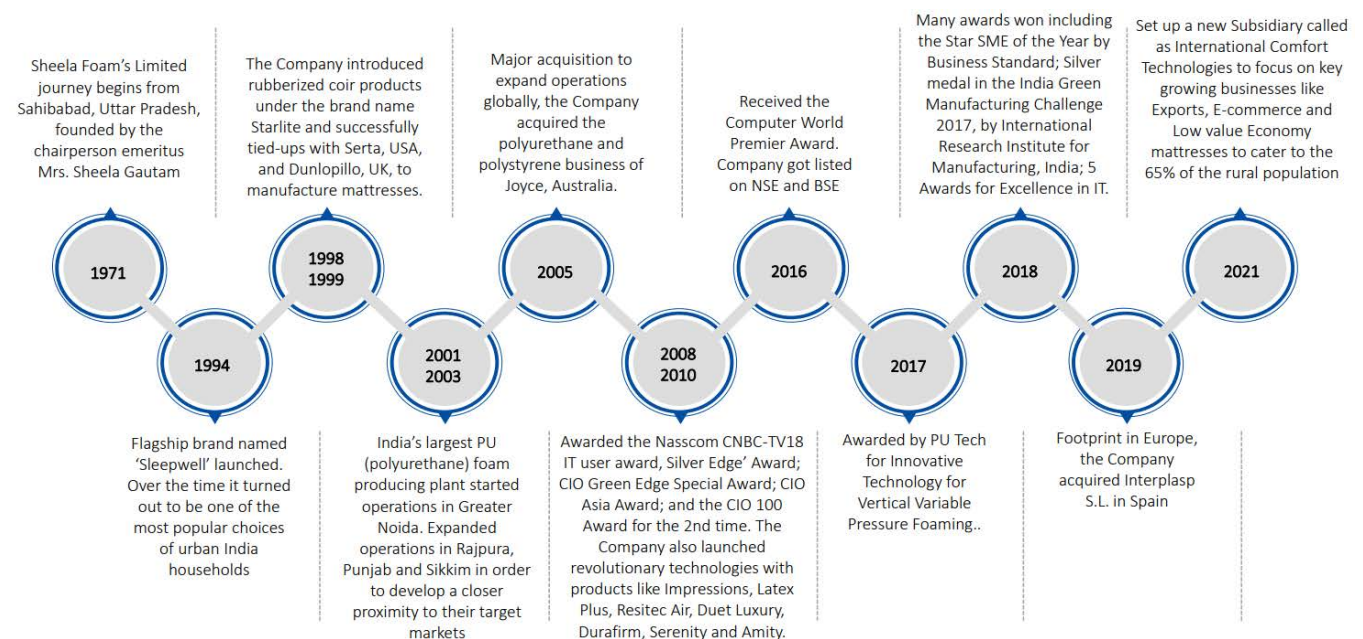 1971
Sheela Foam’s Limited
journey begins from
Sahibabad, Uttar Pradesh,
founded by the
chairperson emeritus
Mrs. Sheela Gautam
1994
Flagship brand named
‘Sleepwell’ launched.
Over the time it turned
out to be one of the
most popular choices
of urban India
households
1998
1999
The Company introduced
rubberized coir products
under the brand name
Starlite and successfully
tied-ups with Serta, USA,
and Dunlopillo, UK, to
manufacture mattresses.
2001
2003
India’s largest PU
(polyurethane) foam
producing plant started
operations in Greater
Noida. Expanded
operations in Rajpura,
Punjab and Sikkim in order
to develop a closer
proximity to their target
markets
2005
Major acquisition to
expand operations
globally, the Company
acquired the
polyurethane and
polystyrene business of
Joyce, Australia.
2008
2010
Awarded the Nasscom CNBC-TV18
IT user award, Silver Edge’ Award;
CIO Green Edge Special Award; CIO
Asia Award; and the CIO 100
Award for the 2nd time. The
Company also launched
revolutionary technologies with
products like Impressions, Latex
Plus, Resitec Air, Duet Luxury,
Durafirm, Serenity and Amity.
2016
Received the
Computer World
Premier Award.
Company got listed
on NSE and BSE
2017
Awarded by PU Tech
for Innovative
Technology for
Vertical Variable
Pressure Foaming..
2018
Many awards won including
the Star SME of the Year by
Business Standard; Silver
medal in the India Green
Manufacturing Challenge
2017, by International
Research Institute for
Manufacturing, India; 5
Awards for Excellence in IT.
2019
Footprint in Europe,
the Company
acquired Interplasp
S.L. in Spain
2021
Set up a new Subsidiary called
as International Comfort
Technologies to focus on key
growing businesses like
Exports, E-commerce and
Low value Economy
mattresses to cater to the
65% of the rural population